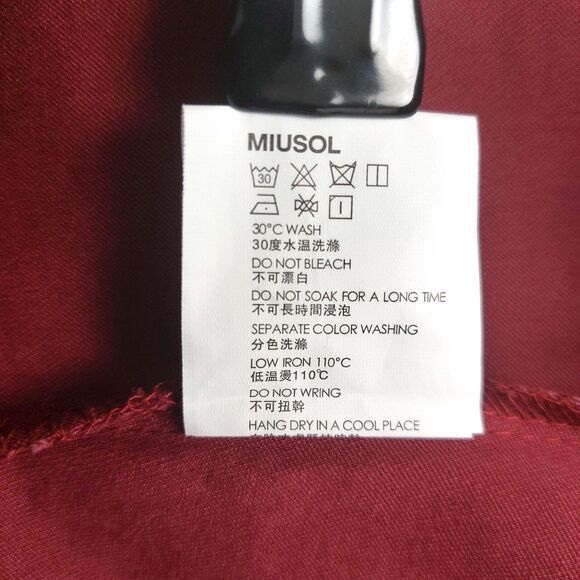 MIUSOL
30
30°C WASH
30度水温洗滌
DO NOT BLEACH
不可漂白
DO NOT SOAK FOR A LONG TIME
不可長時間浸泡
SEPARATE COLOR WASHING
分色洗滌
LOW IRON 110°C
低温燙110℃
DO NOT WRING
不可扭幹
HANG DRY IN A COOL PLACE